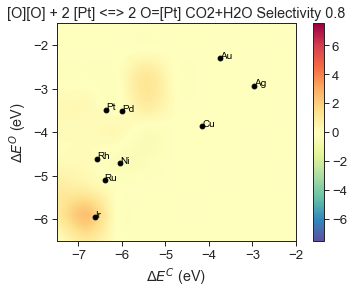 [O][O] + 2 [Pt] <=> 2 O=[Pt] CO2+H2O Selectivity 0.8
−2
−3
−4
−5
−6
ΔE^O (eV)
Au
Ag
Pt
Pd
Cu
Rh
Ni
Ru
Ir
−7
−6
−5
−4
−3
−2
ΔE^C (eV)
6
4
2
0
−2
−4
−6